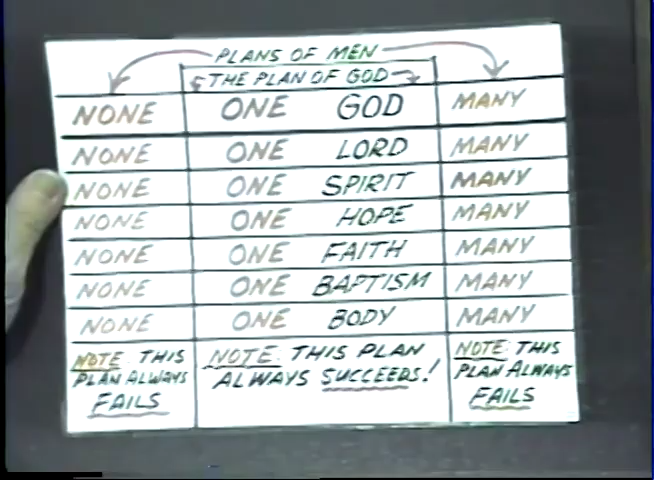 PLANS OF MEN
THE PLAN OF GOD
NONE ONE GOD MANY
NONE ONE LORD MANY
NONE ONE SPIRIT MANY
NONE ONE HOPE MANY
NONE ONE FAITH MANY
NONE ONE BAPTISM MANY
NONE ONE BODY MANY
NOTE: THIS
PLAN ALWAYS
FAILS
NOTE: THIS PLAN
ALWAYS SUCCEEDS!
NOTE: THIS
PLAN ALWAYS
FAILS